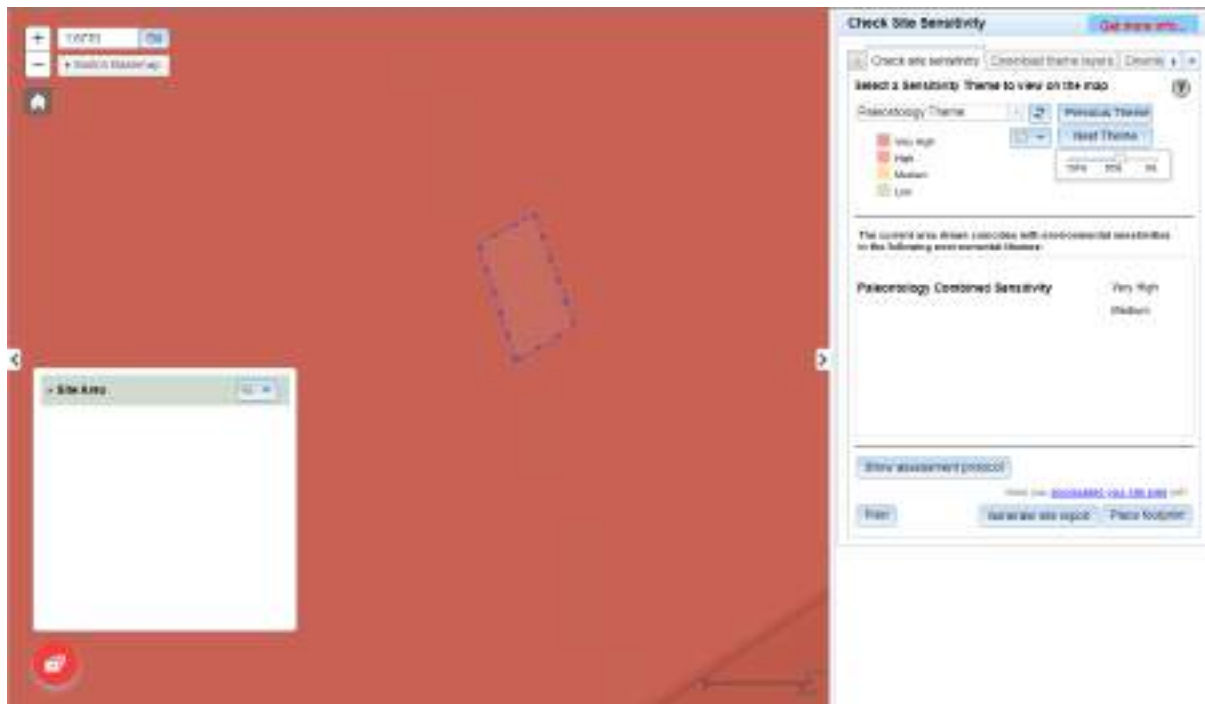 Check Site Sensitivity
Get more info...
Check site sensitivity
Download theme layers
Select a Sensitivity Theme to view on the map
?
Paleontology Theme
Previous Theme
Next Theme
Very High
High
Medium
Low
The current area drawn coincides with environmental sensitivities
in the following environmental themes:
Paleontology Combined Sensitivity
Very High
Medium
Site Area
Show assessment protocol
Print
Generate site report
Place footprint